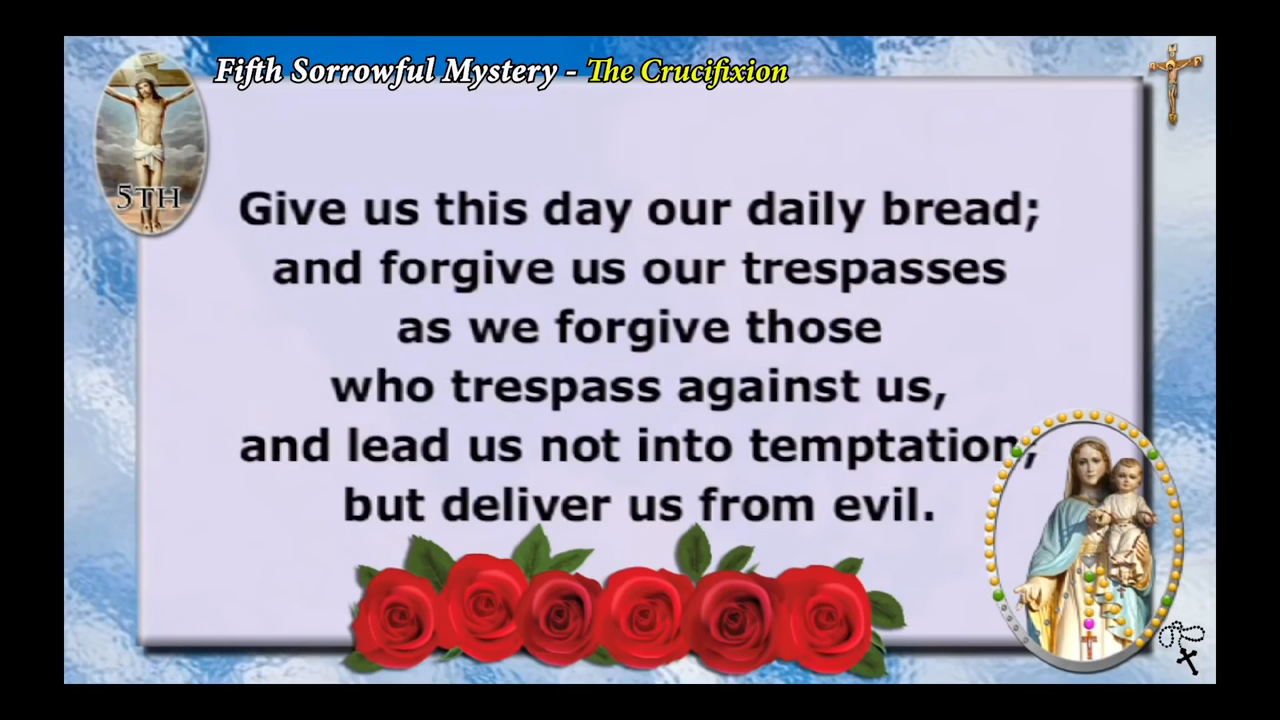 Fifth Sorrowful Mystery - The Crucifixion
5TH
Give us this day our daily bread;
and forgive us our trespasses
as we forgive those
who trespass against us,
and lead us not into temptation,
but deliver us from evil.